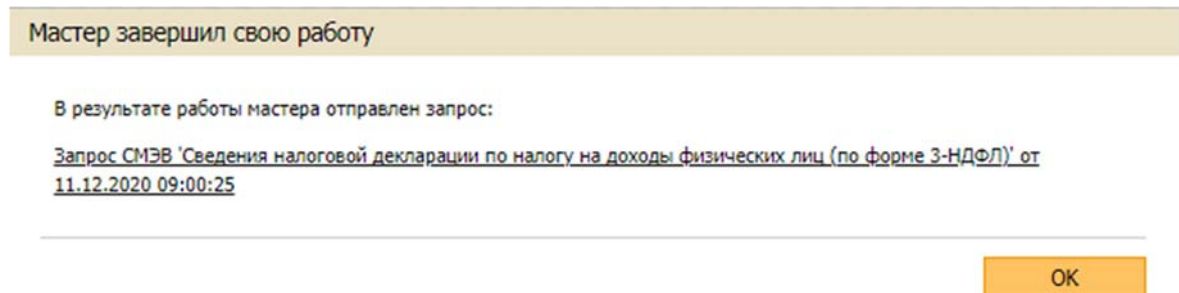 Мастер завершил свою работу
В результате работы мастера отправлен запрос:
Запрос СМЭВ 'Сведения налоговой декларации по налогу на доходы физических лиц (по форме 3-НДФЛ)' от
11.12.2020 09:00:25
ОК